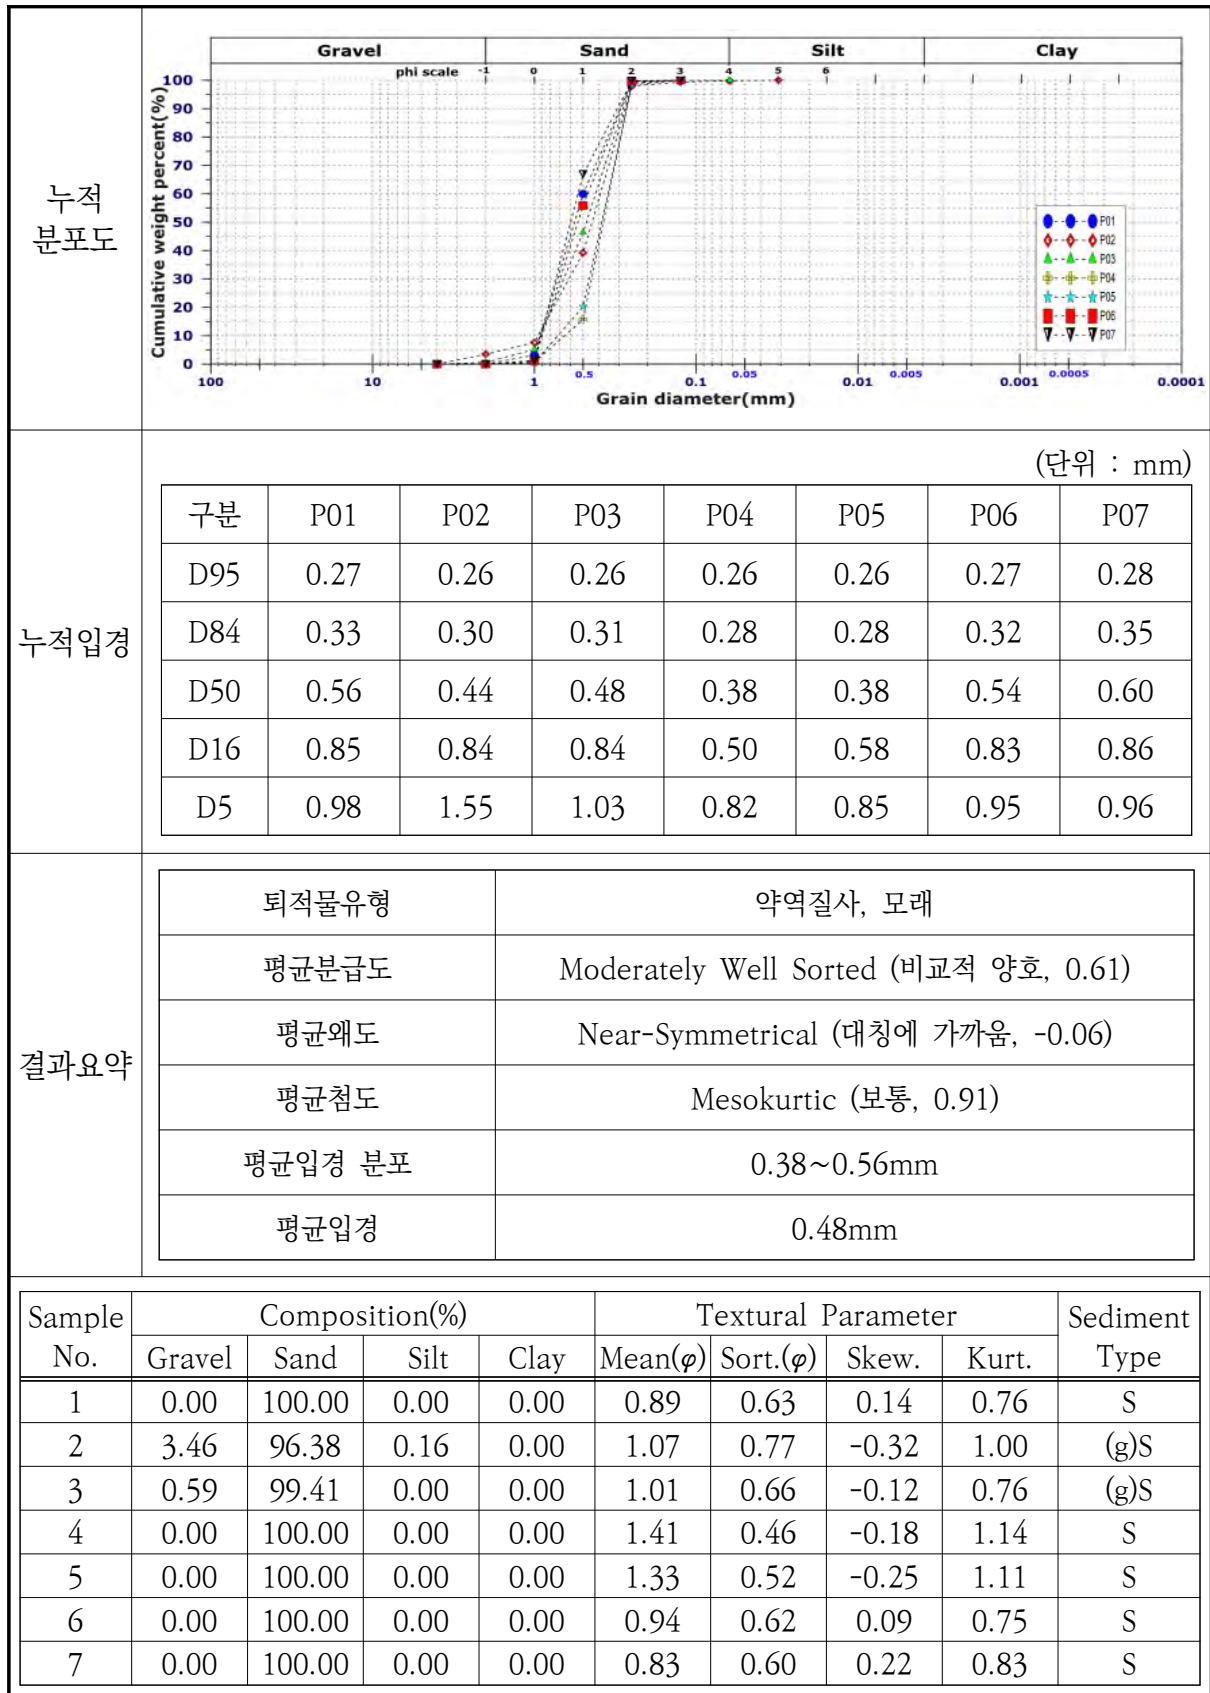 누적
분포도
Gravel Sand Silt Clay
phi scale -1 0 1 2 3 4 5 6
Cumulative weight percent(%)
100
90
80
70
60
50
40
30
20
10
0
P01
P02
P03
P04
P05
P06
P07
100 10 1 0.5 0.1 0.05 0.01 0.005 0.001 0.0005 0.0001
Grain diameter(mm)
누적입경
(단위 : mm)
구분 P01 P02 P03 P04 P05 P06 P07
D95 0.27 0.26 0.26 0.26 0.26 0.27 0.28
D84 0.33 0.30 0.31 0.28 0.28 0.32 0.35
D50 0.56 0.44 0.48 0.38 0.38 0.54 0.60
D16 0.85 0.84 0.84 0.50 0.58 0.83 0.86
D5 0.98 1.55 1.03 0.82 0.85 0.95 0.96
결과요약
퇴적물유형 약역질사, 모래
평균분급도 Moderately Well Sorted (비교적 양호, 0.61)
평균왜도 Near-Symmetrical (대칭에 가까움, -0.06)
평균첨도 Mesokurtic (보통, 0.91)
평균입경 분포 0.38~0.56mm
평균입경 0.48mm
Sample No. Composition(%) Textural Parameter Sediment Type
Gravel Sand Silt Clay Mean(φ) Sort.(φ) Skew. Kurt.
1 0.00 100.00 0.00 0.00 0.89 0.63 0.14 0.76 S
2 3.46 96.38 0.16 0.00 1.07 0.77 -0.32 1.00 (g)S
3 0.59 99.41 0.00 0.00 1.01 0.66 -0.12 0.76 (g)S
4 0.00 100.00 0.00 0.00 1.41 0.46 -0.18 1.14 S
5 0.00 100.00 0.00 0.00 1.33 0.52 -0.25 1.11 S
6 0.00 100.00 0.00 0.00 0.94 0.62 0.09 0.75 S
7 0.00 100.00 0.00 0.00 0.83 0.60 0.22 0.83 S